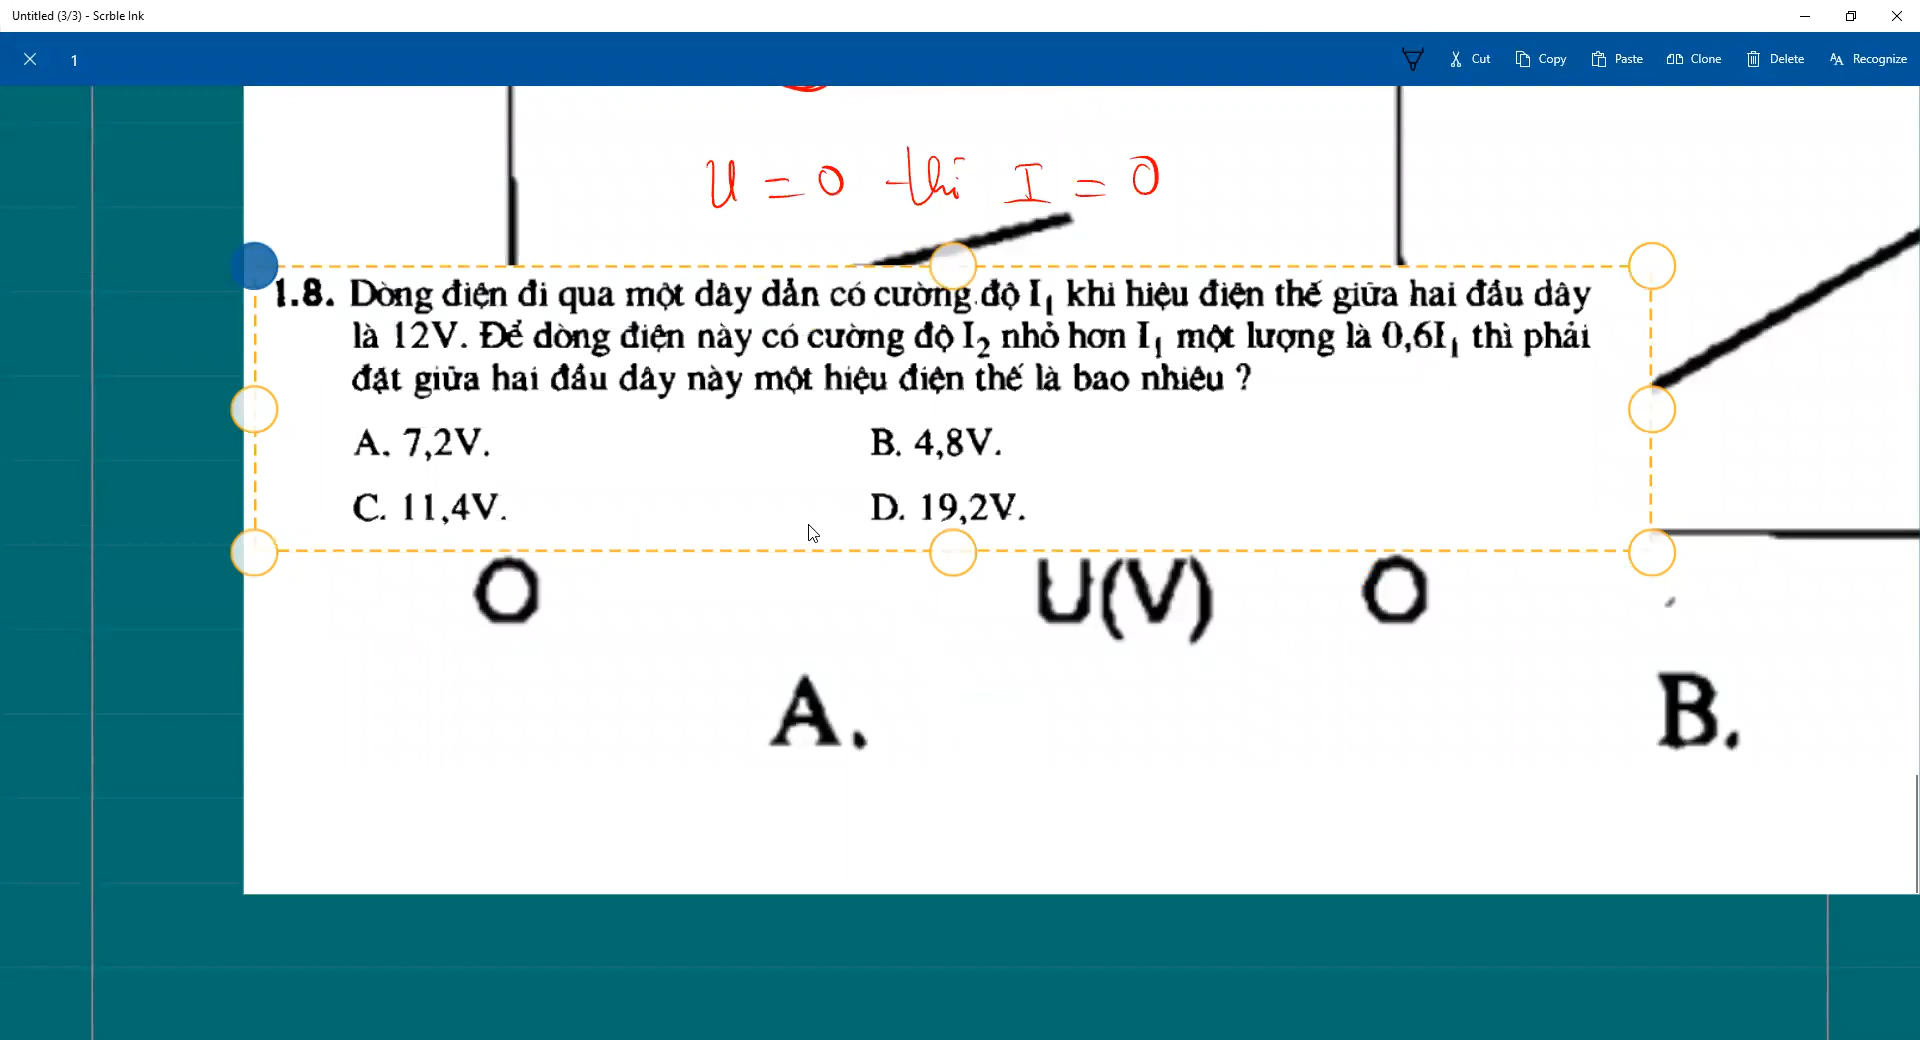 Untitled (3/3) - Scrble Ink
1
Cut
Copy
Paste
Clone
Delete
Recognize
U = 0 thì I = 0
1.8. Dòng điện đi qua một dây dẫn có cường độ I₁ khi hiệu điện thế giữa hai đầu dây
là 12V. Để dòng điện này có cường độ I₂ nhỏ hơn I₁ một lượng là 0,6I₁ thì phải
đặt giữa hai đầu dây này một hiệu điện thế là bao nhiêu ?
A. 7,2V. B. 4,8V.
C. 11,4V. D. 19,2V.
O U(V) O
A. B.